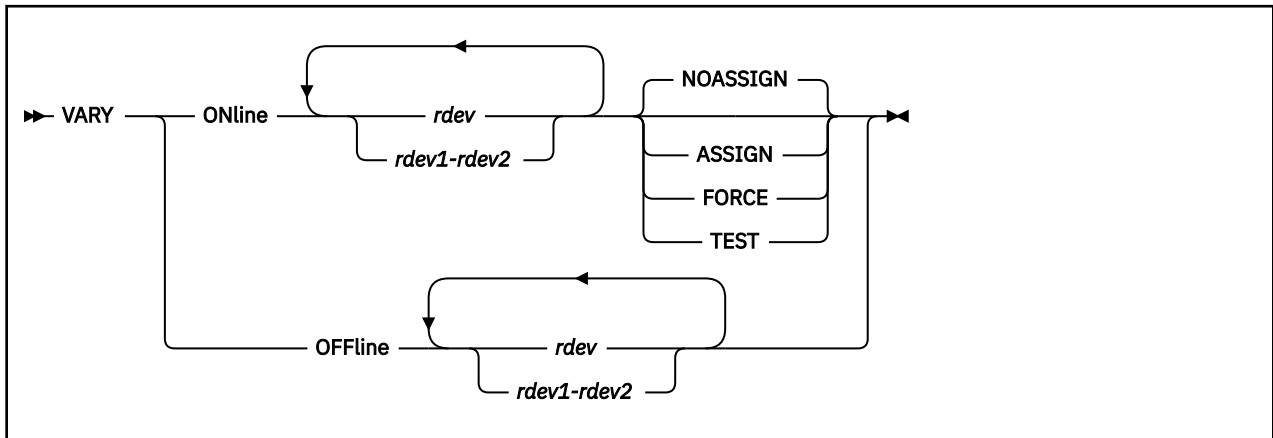 NOASSIGN
VARY ONline rdev
rdev1-rdev2
ASSIGN
FORCE
TEST
OFFline rdev
rdev1-rdev2